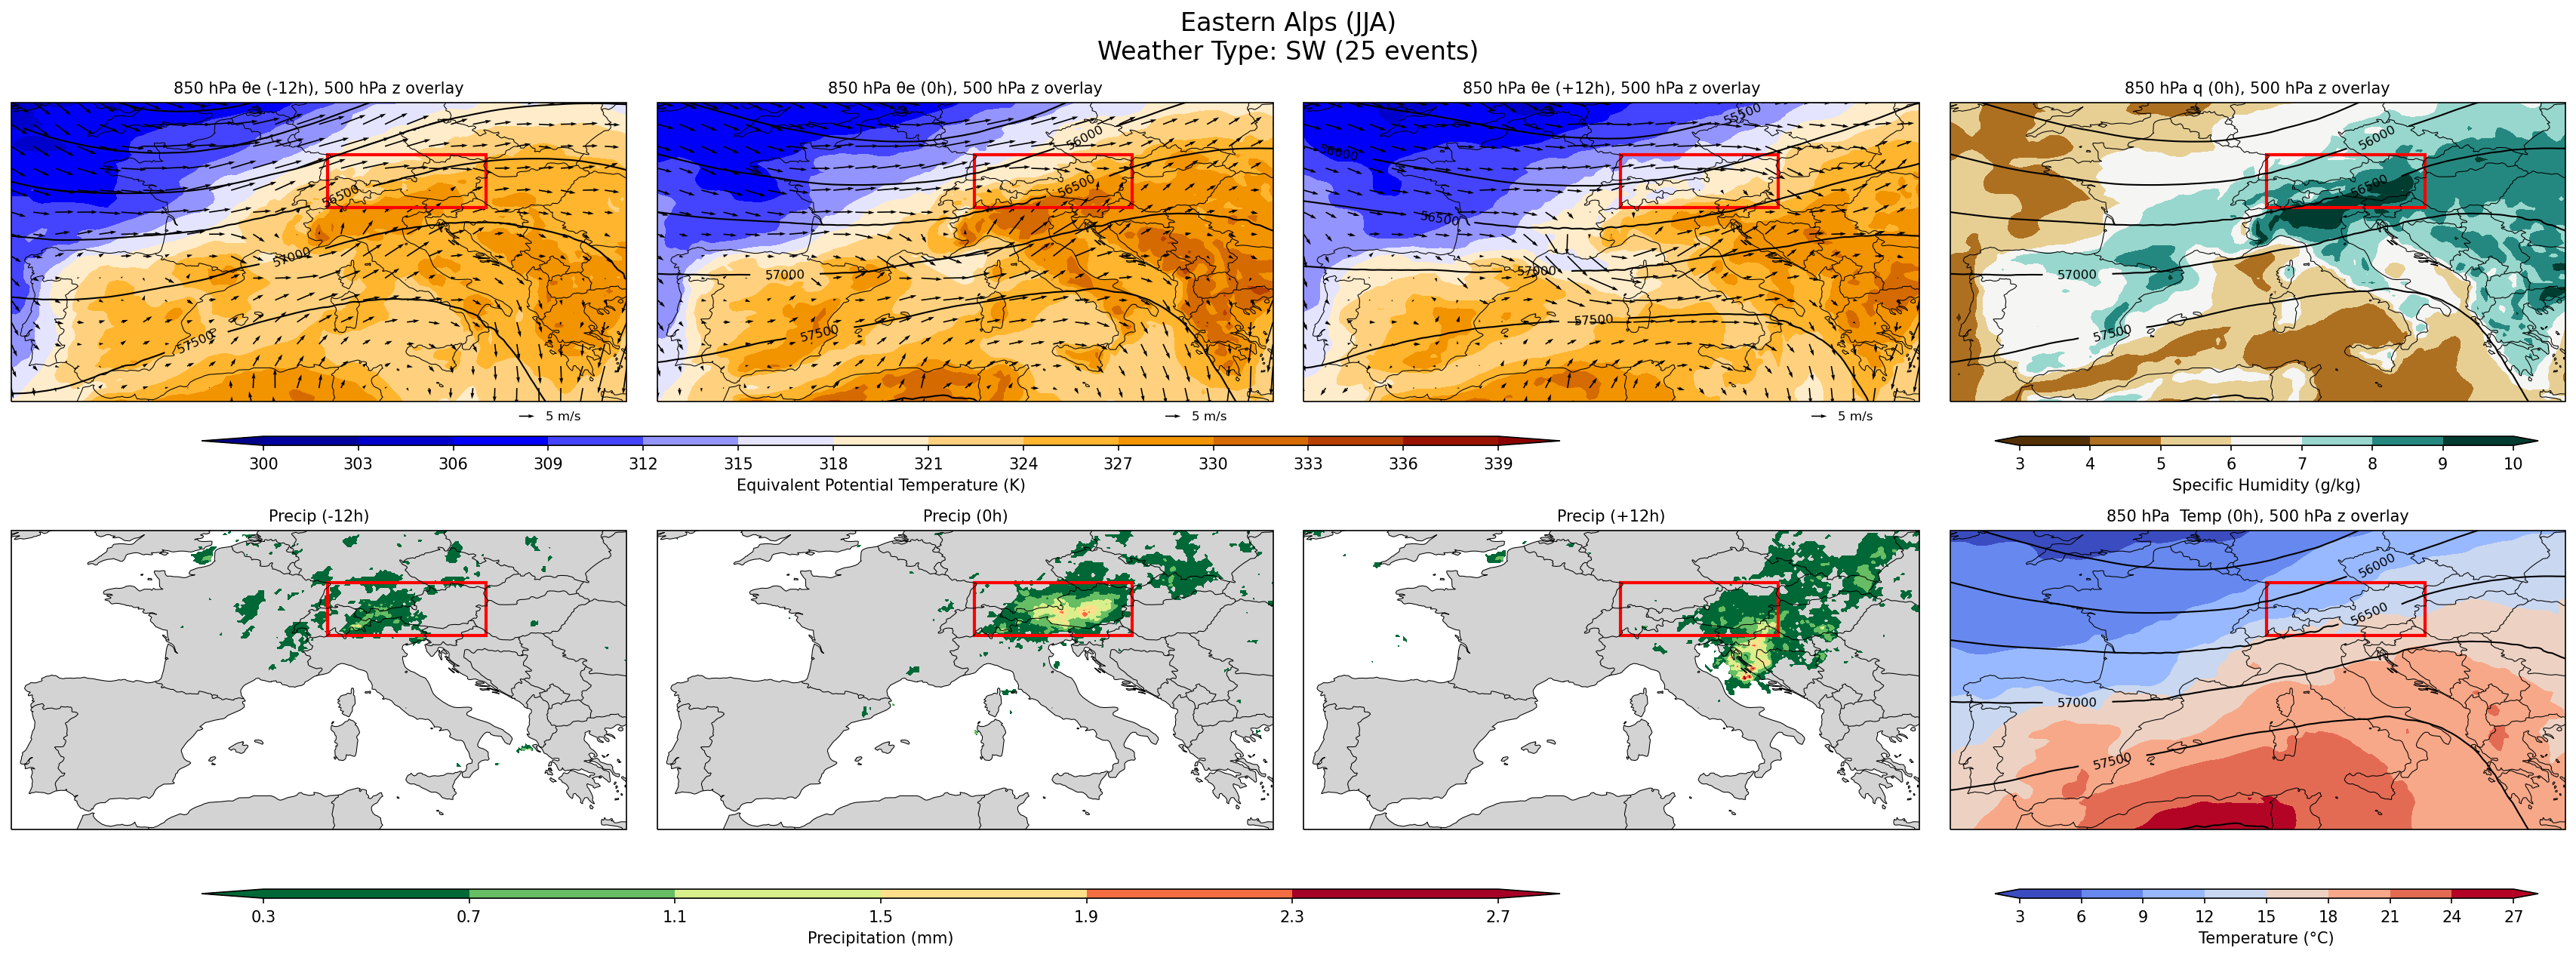 Eastern Alps (JJA)
Weather Type: SW (25 events)
850 hPa θe (-12h), 500 hPa z overlay
850 hPa θe (0h), 500 hPa z overlay
850 hPa θe (+12h), 500 hPa z overlay
850 hPa q (0h), 500 hPa z overlay
56500
57000
57500
56000
56500
57000
57500
55500
56000
56500
57000
57500
56000
56500
57000
57500
5 m/s
5 m/s
5 m/s
300 303 306 309 312 315 318 321 324 327 330 333 336 339
Equivalent Potential Temperature (K)
3 4 5 6 7 8 9 10
Specific Humidity (g/kg)
Precip (-12h)
Precip (0h)
Precip (+12h)
850 hPa  Temp (0h), 500 hPa z overlay
56000
56500
57000
57500
0.3 0.7 1.1 1.5 1.9 2.3 2.7
Precipitation (mm)
3 6 9 12 15 18 21 24 27
Temperature (°C)